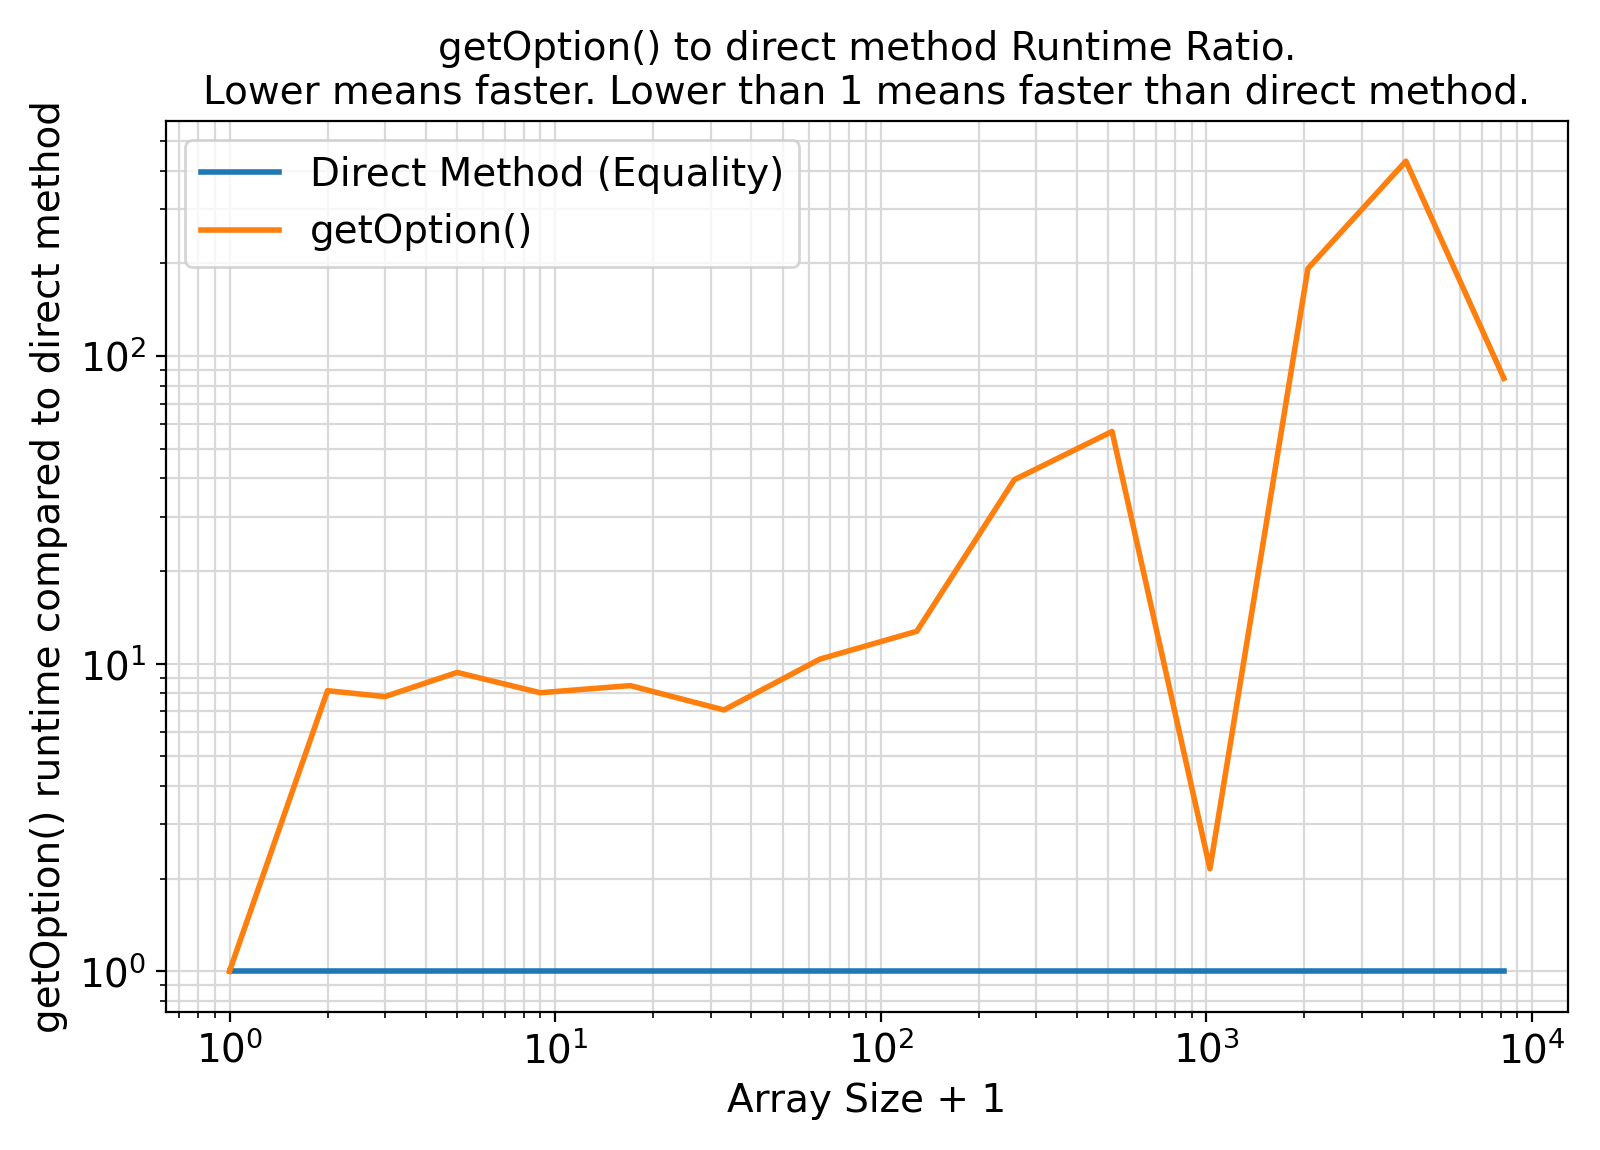 getOption() to direct method Runtime Ratio.
Lower means faster. Lower than 1 means faster than direct method.
Direct Method (Equality)
getOption()
getOption() runtime compared to direct method
10²
10¹
10⁰
10⁰
10¹
10²
10³
10⁴
Array Size + 1